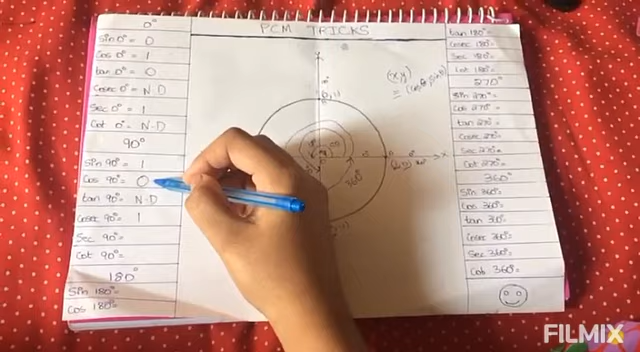 PCM TRICKS
0°
sin 0° = 0
Cos 0° = 1
tan 0° = 0
Cosec 0° = N·D
Sec 0° = 1
Cot 0° = N·D
90°
sin 90° = 1
Cos 90° = 0
tan 90° = N·D
Cosec 90° = 1
Sec 90° =
Cot 90° =
180°
Sin 180° =
Cos 180° =
(x,y)
= (cosθ, sinθ)
360°
X
tan 180° =
Cosec 180° =
Sec 180° =
Cot 180° =
270°
Sin 270° =
Cos 270° =
tan 270° =
Cosec 270° =
Sec 270° =
Cot 270° =
360°
Sin 360° =
Cos 360° =
tan 360° =
Cosec 360° =
Sec 360° =
Cot 360° =
FILMIX